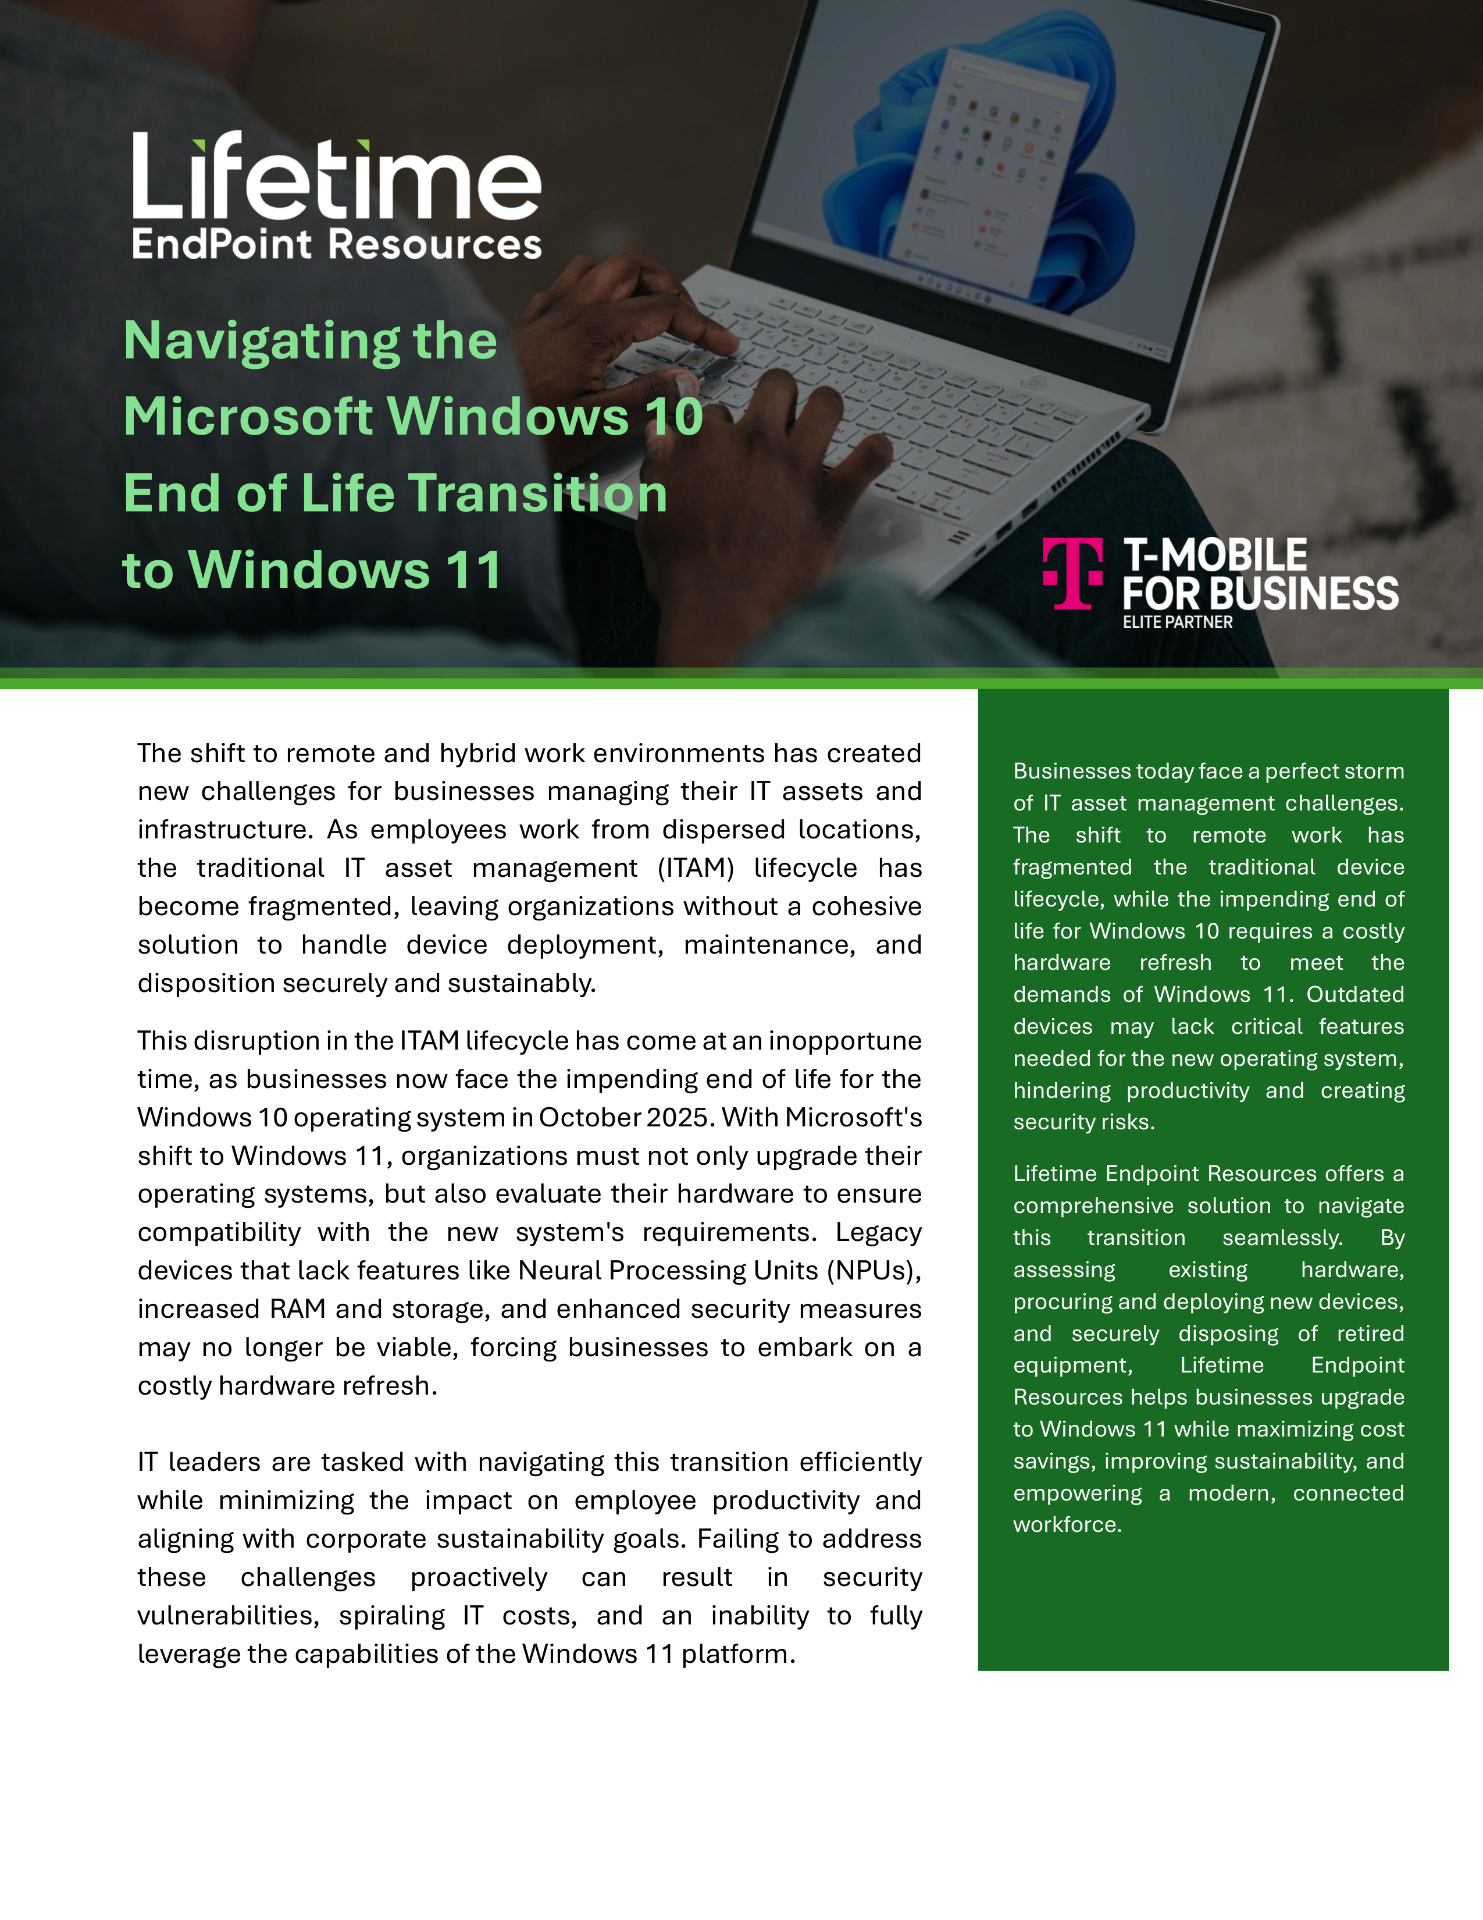 Lifetime
EndPoint Resources
Navigating the
Microsoft Windows 10
End of Life Transition
to Windows 11
T
T-MOBILE
FOR BUSINESS
ELITE PARTNER
The shift to remote and hybrid work environments has created
new challenges for businesses managing their IT assets and
infrastructure. As employees work from dispersed locations,
the traditional IT asset management (ITAM) lifecycle has
become fragmented, leaving organizations without a cohesive
solution to handle device deployment, maintenance, and
disposition securely and sustainably.
This disruption in the ITAM lifecycle has come at an inopportune
time, as businesses now face the impending end of life for the
Windows 10 operating system in October 2025. With Microsoft's
shift to Windows 11, organizations must not only upgrade their
operating systems, but also evaluate their hardware to ensure
compatibility with the new system's requirements. Legacy
devices that lack features like Neural Processing Units (NPUs),
increased RAM and storage, and enhanced security measures
may no longer be viable, forcing businesses to embark on a
costly hardware refresh.
IT leaders are tasked with navigating this transition efficiently
while minimizing the impact on employee productivity and
aligning with corporate sustainability goals. Failing to address
these challenges proactively can result in security
vulnerabilities, spiraling IT costs, and an inability to fully
leverage the capabilities of the Windows 11 platform.
Businesses today face a perfect storm
of IT asset management challenges.
The shift to remote work has
fragmented the traditional device
lifecycle, while the impending end of
life for Windows 10 requires a costly
hardware refresh to meet the
demands of Windows 11. Outdated
devices may lack critical features
needed for the new operating system,
hindering productivity and creating
security risks.
Lifetime Endpoint Resources offers a
comprehensive solution to navigate
this transition seamlessly. By
assessing existing hardware,
procuring and deploying new devices,
and securely disposing of retired
equipment, Lifetime Endpoint
Resources helps businesses upgrade
to Windows 11 while maximizing cost
savings, improving sustainability, and
empowering a modern, connected
workforce.